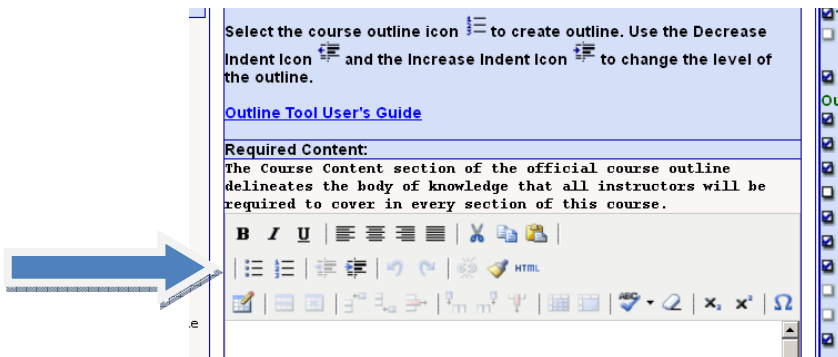 Select the course outline icon to create outline. Use the Decrease
Indent Icon and the Increase Indent Icon to change the level of
the outline.
Outline Tool User's Guide
Required Content:
The Course Content section of the official course outline
delineates the body of knowledge that all instructors will be
required to cover in every section of this course.
B I U
HTML
ABC x₂ x² Ω